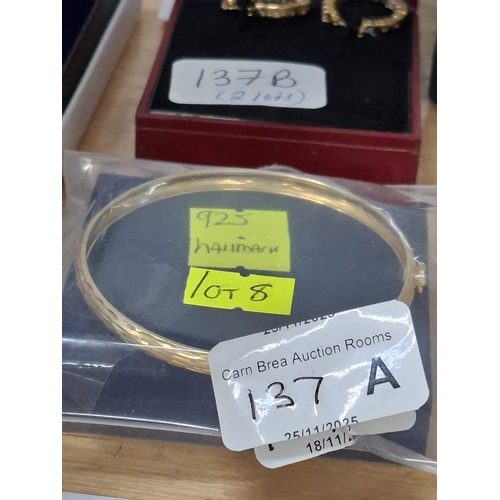 137B
(2 lots)
925
hallmark
lot 8
Carn Brea Auction Rooms
137 A
25/11/2025
18/11/